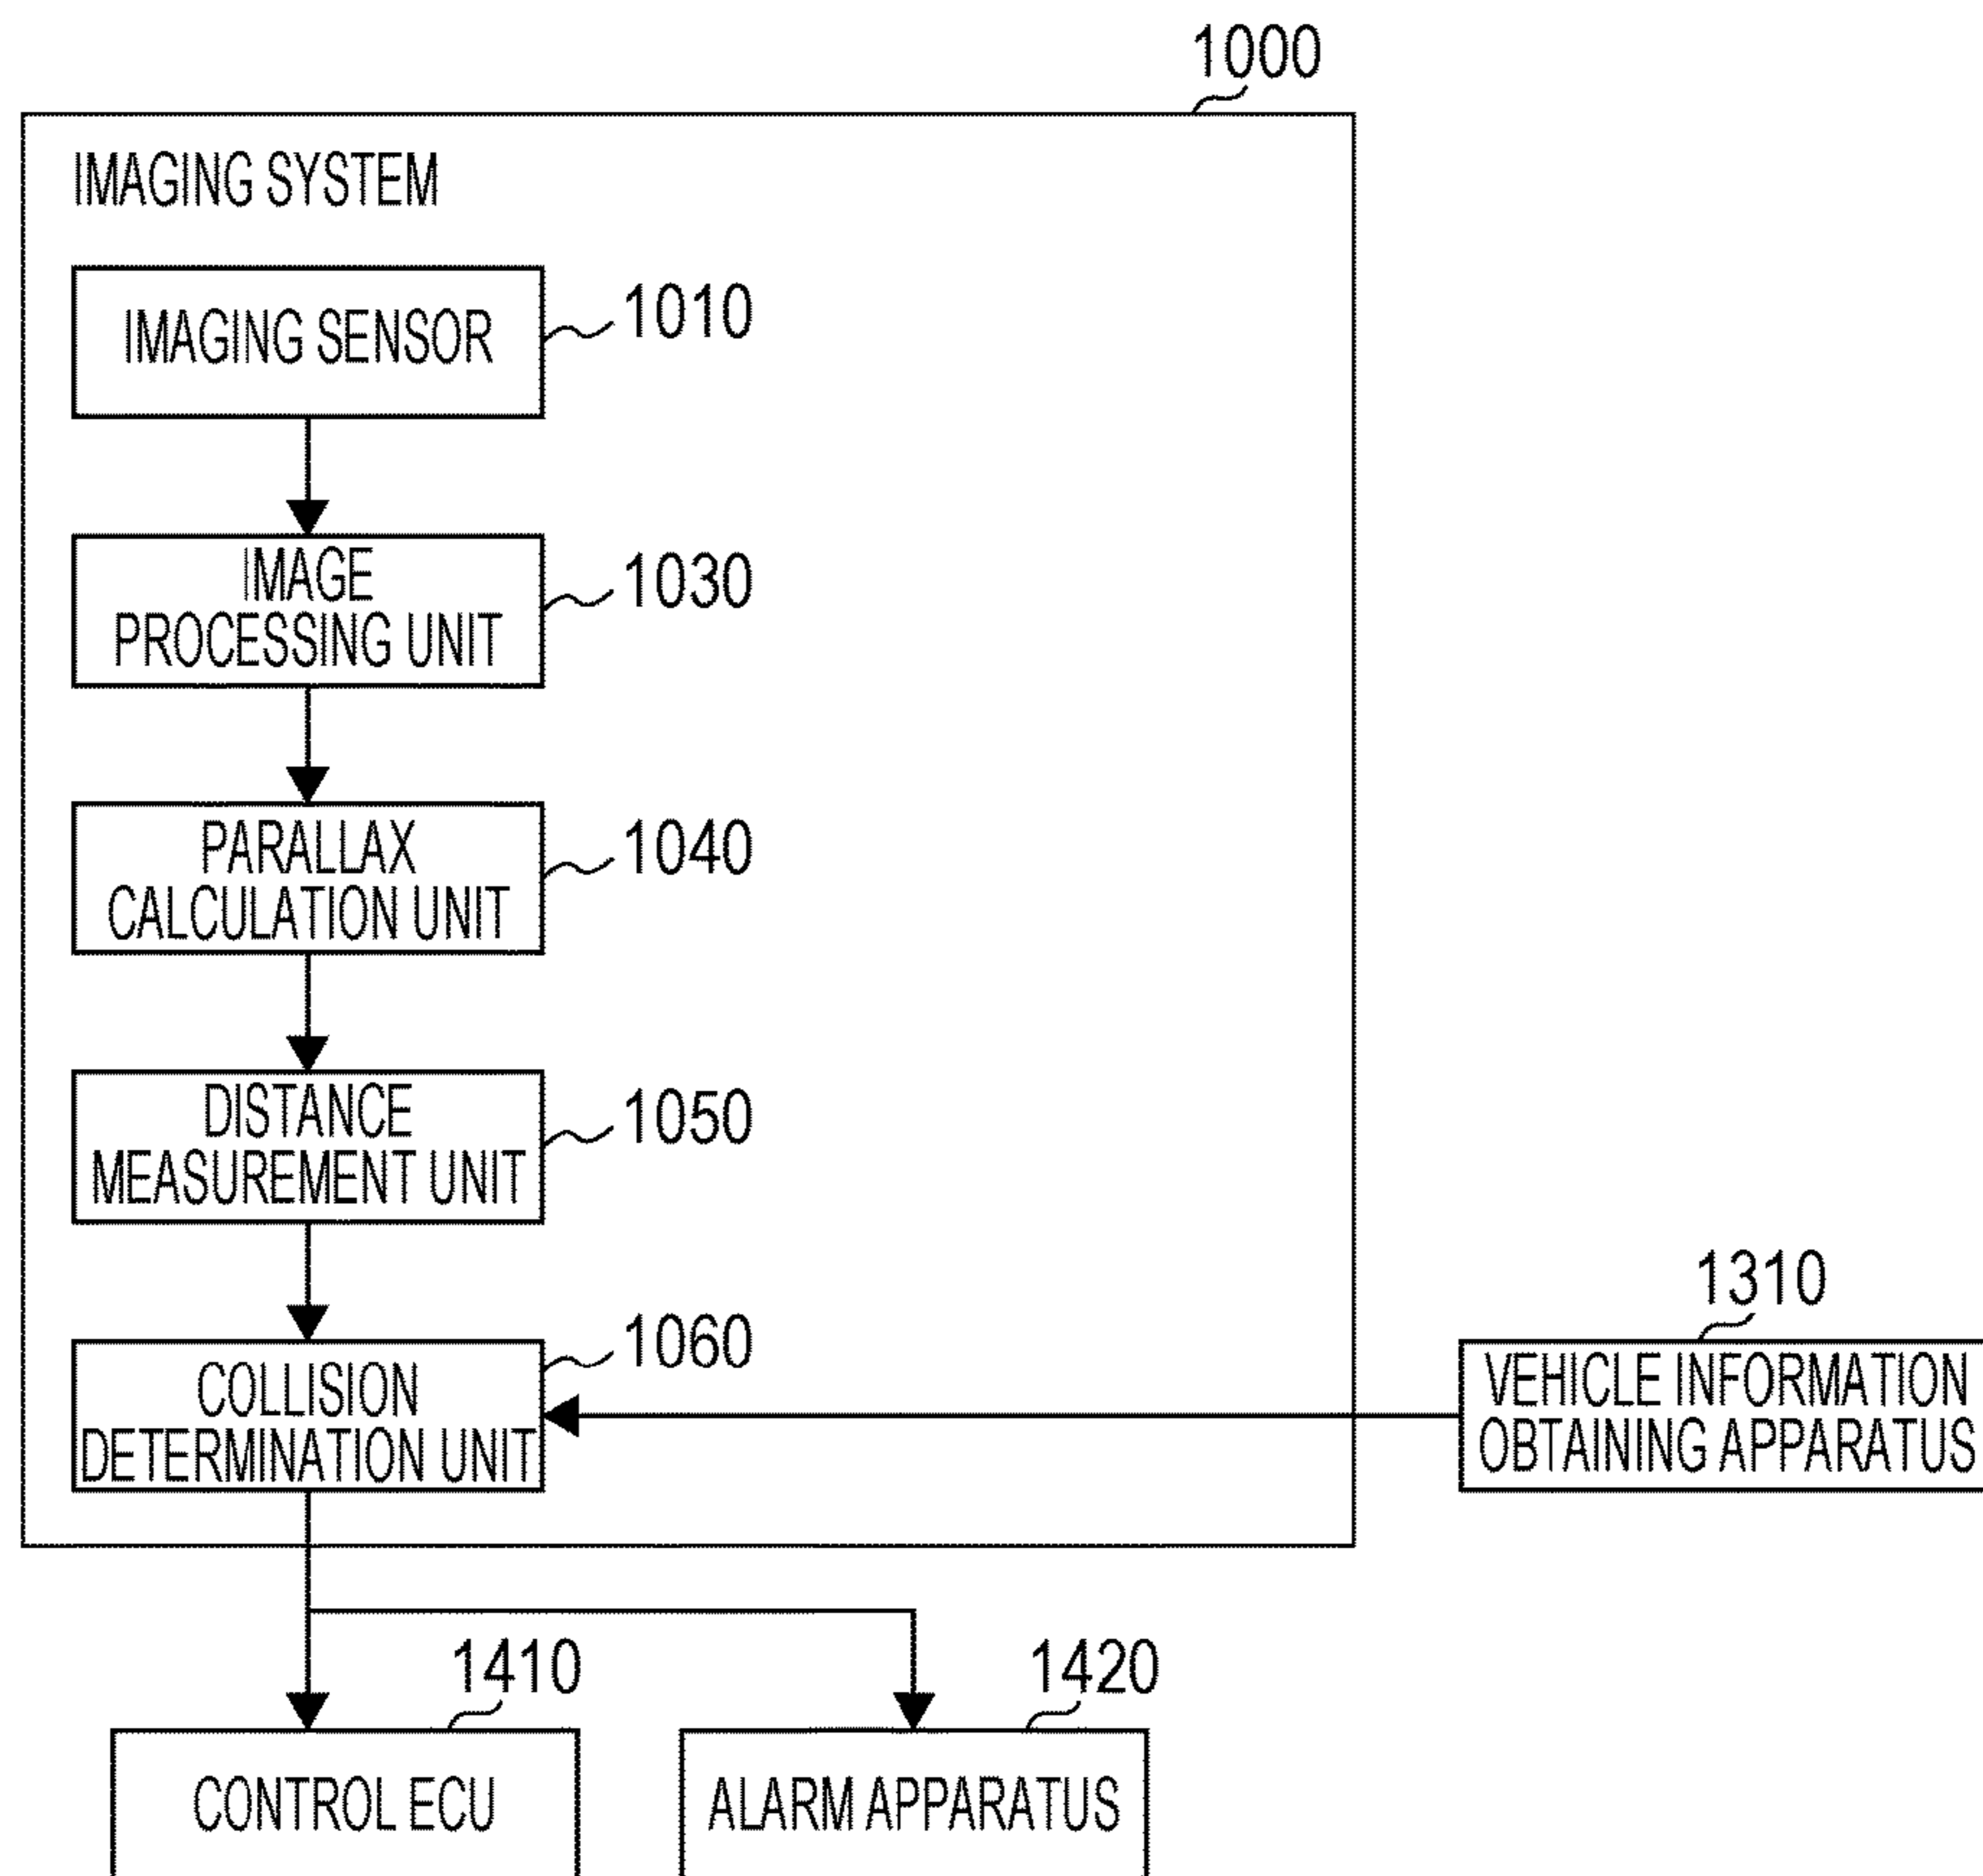 1000
IMAGING SYSTEM
IMAGING SENSOR
1010
IMAGE
PROCESSING UNIT
1030
PARALLAX
CALCULATION UNIT
1040
DISTANCE
MEASUREMENT UNIT
1050
COLLISION
DETERMINATION UNIT
1060
1310
VEHICLE INFORMATION
OBTAINING APPARATUS
1410
CONTROL ECU
1420
ALARM APPARATUS